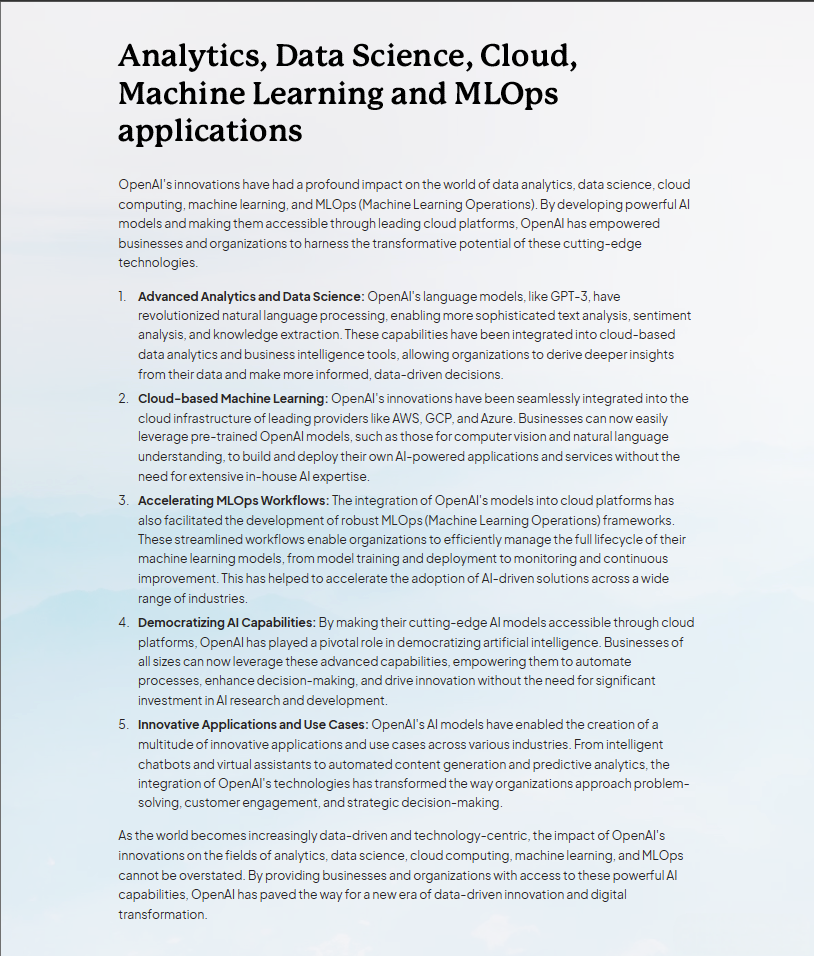 Analytics, Data Science, Cloud,
Machine Learning and MLOps
applications
OpenAI's innovations have had a profound impact on the world of data analytics, data science, cloud
computing, machine learning, and MLOps (Machine Learning Operations). By developing powerful AI
models and making them accessible through leading cloud platforms, OpenAI has empowered
businesses and organizations to harness the transformative potential of these cutting-edge
technologies.
1. Advanced Analytics and Data Science: OpenAI's language models, like GPT-3, have
revolutionized natural language processing, enabling more sophisticated text analysis, sentiment
analysis, and knowledge extraction. These capabilities have been integrated into cloud-based
data analytics and business intelligence tools, allowing organizations to derive deeper insights
from their data and make more informed, data-driven decisions.
2. Cloud-based Machine Learning: OpenAI's innovations have been seamlessly integrated into the
cloud infrastructure of leading providers like AWS, GCP, and Azure. Businesses can now easily
leverage pre-trained OpenAI models, such as those for computer vision and natural language
understanding, to build and deploy their own AI-powered applications and services without the
need for extensive in-house AI expertise.
3. Accelerating MLOps Workflows: The integration of OpenAI's models into cloud platforms has
also facilitated the development of robust MLOps (Machine Learning Operations) frameworks.
These streamlined workflows enable organizations to efficiently manage the full lifecycle of their
machine learning models, from model training and deployment to monitoring and continuous
improvement. This has helped to accelerate the adoption of AI-driven solutions across a wide
range of industries.
4. Democratizing AI Capabilities: By making their cutting-edge AI models accessible through cloud
platforms, OpenAI has played a pivotal role in democratizing artificial intelligence. Businesses of
all sizes can now leverage these advanced capabilities, empowering them to automate
processes, enhance decision-making, and drive innovation without the need for significant
investment in AI research and development.
5. Innovative Applications and Use Cases: OpenAI's AI models have enabled the creation of a
multitude of innovative applications and use cases across various industries. From intelligent
chatbots and virtual assistants to automated content generation and predictive analytics, the
integration of OpenAI's technologies has transformed the way organizations approach problem-
solving, customer engagement, and strategic decision-making.
As the world becomes increasingly data-driven and technology-centric, the impact of OpenAI's
innovations on the fields of analytics, data science, cloud computing, machine learning, and MLOps
cannot be overstated. By providing businesses and organizations with access to these powerful AI
capabilities, OpenAI has paved the way for a new era of data-driven innovation and digital
transformation.